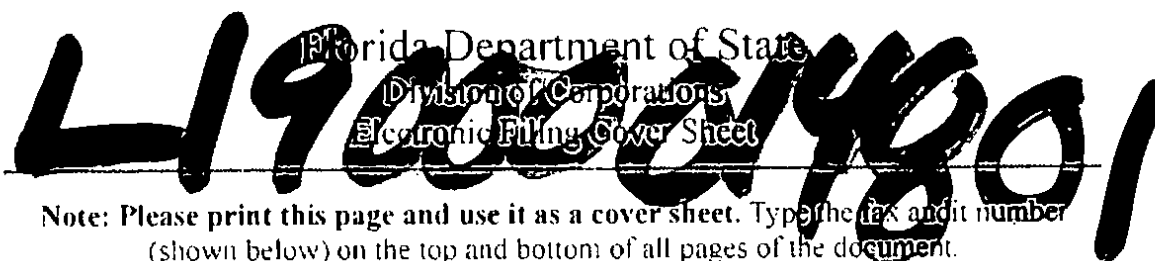 L19000014801
Florida Department of State
Division of Corporations
Electronic Filing Cover Sheet
Note: Please print this page and use it as a cover sheet. Type the fax audit number
(shown below) on the top and bottom of all pages of the document.